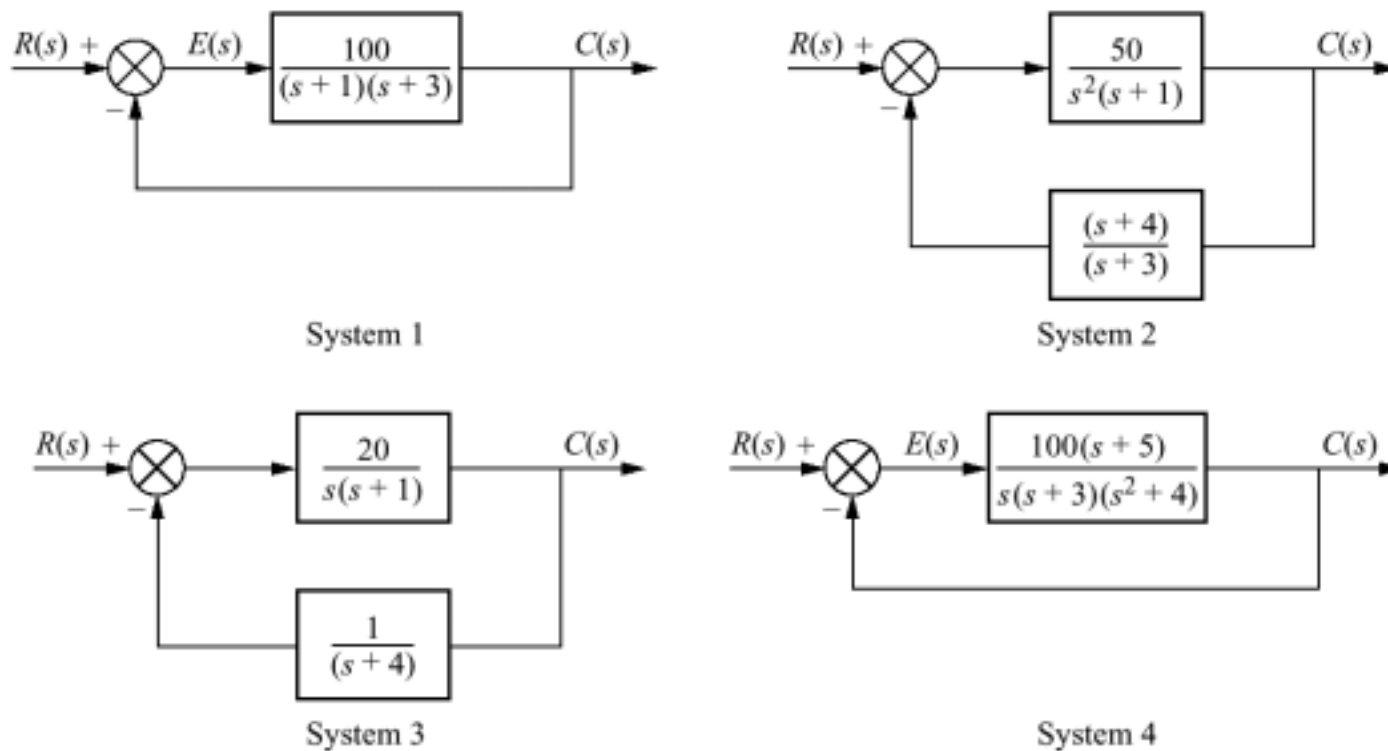 R(s) + E(s) 100 C(s)
(s + 1)(s + 3)
−
System 1
R(s) + 50 C(s)
s²(s + 1)
−
(s + 4)
(s + 3)
System 2
R(s) + 20 C(s)
s(s + 1)
−
1
(s + 4)
System 3
R(s) + E(s) 100(s + 5) C(s)
s(s + 3)(s² + 4)
−
System 4